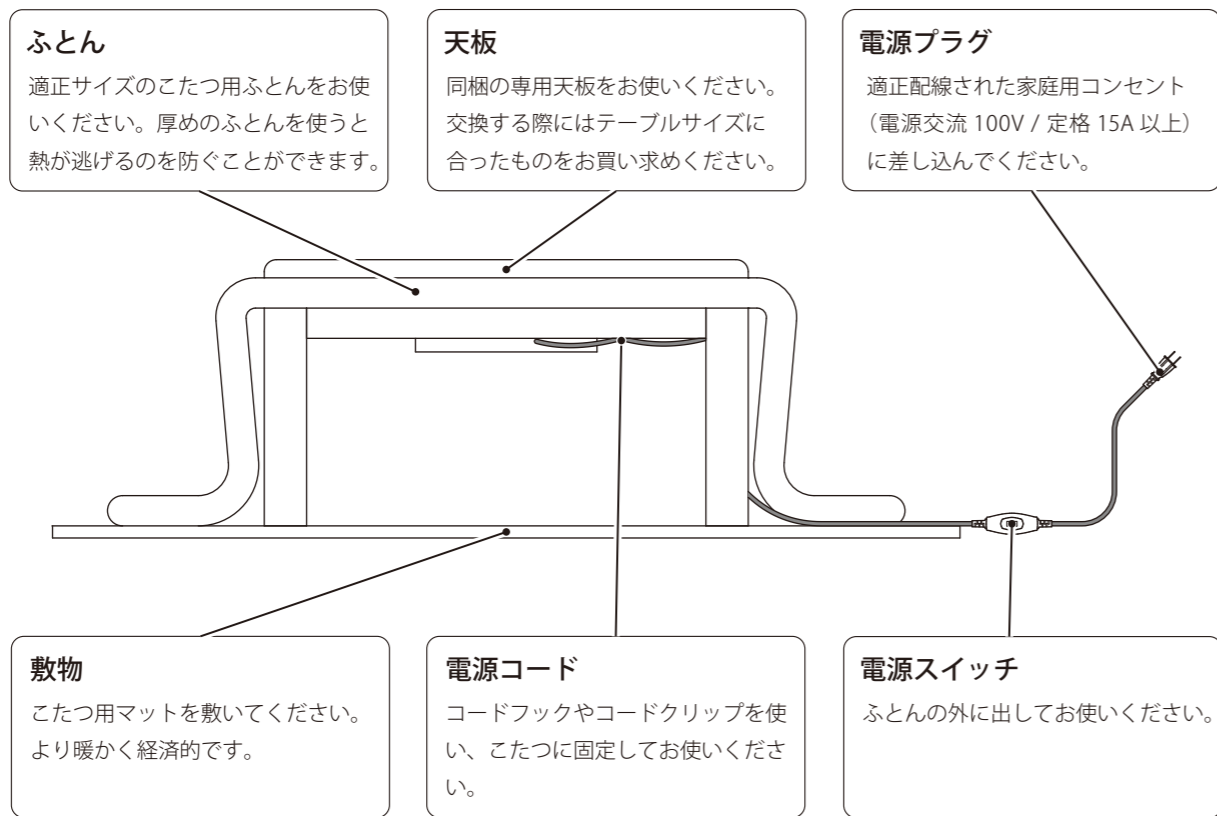 ふとん
適正サイズのこたつ用ふとんをお使
いください。厚めのふとんを使うと
熱が逃げるのを防ぐことができます。
天板
同梱の専用天板をお使いください。
交換する際にはテーブルサイズに
合ったものをお買い求めください。
電源プラグ
適正配線された家庭用コンセント
（電源交流 100V / 定格 15A 以上）
に差し込んでください。
敷物
こたつ用マットを敷いてください。
より暖かく経済的です。
電源コード
コードフックやコードクリップを使
い、こたつに固定してお使いくださ
い。
電源スイッチ
ふとんの外に出してお使いください。